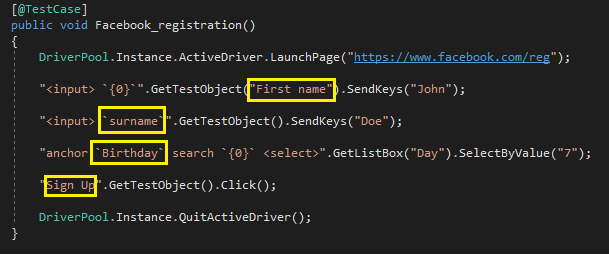 [@TestCase]
public void Facebook_registration()
{
DriverPool.Instance.ActiveDriver.LaunchPage("https://www.facebook.com/reg");
"<input> `{0}`".GetTestObject("First name").SendKeys("John");
"<input> `surname`".GetTestObject().SendKeys("Doe");
"anchor `Birthday` search `{0}` <select>".GetListBox("Day").SelectByValue("7");
"Sign Up".GetTestObject().Click();
DriverPool.Instance.QuitActiveDriver();
}